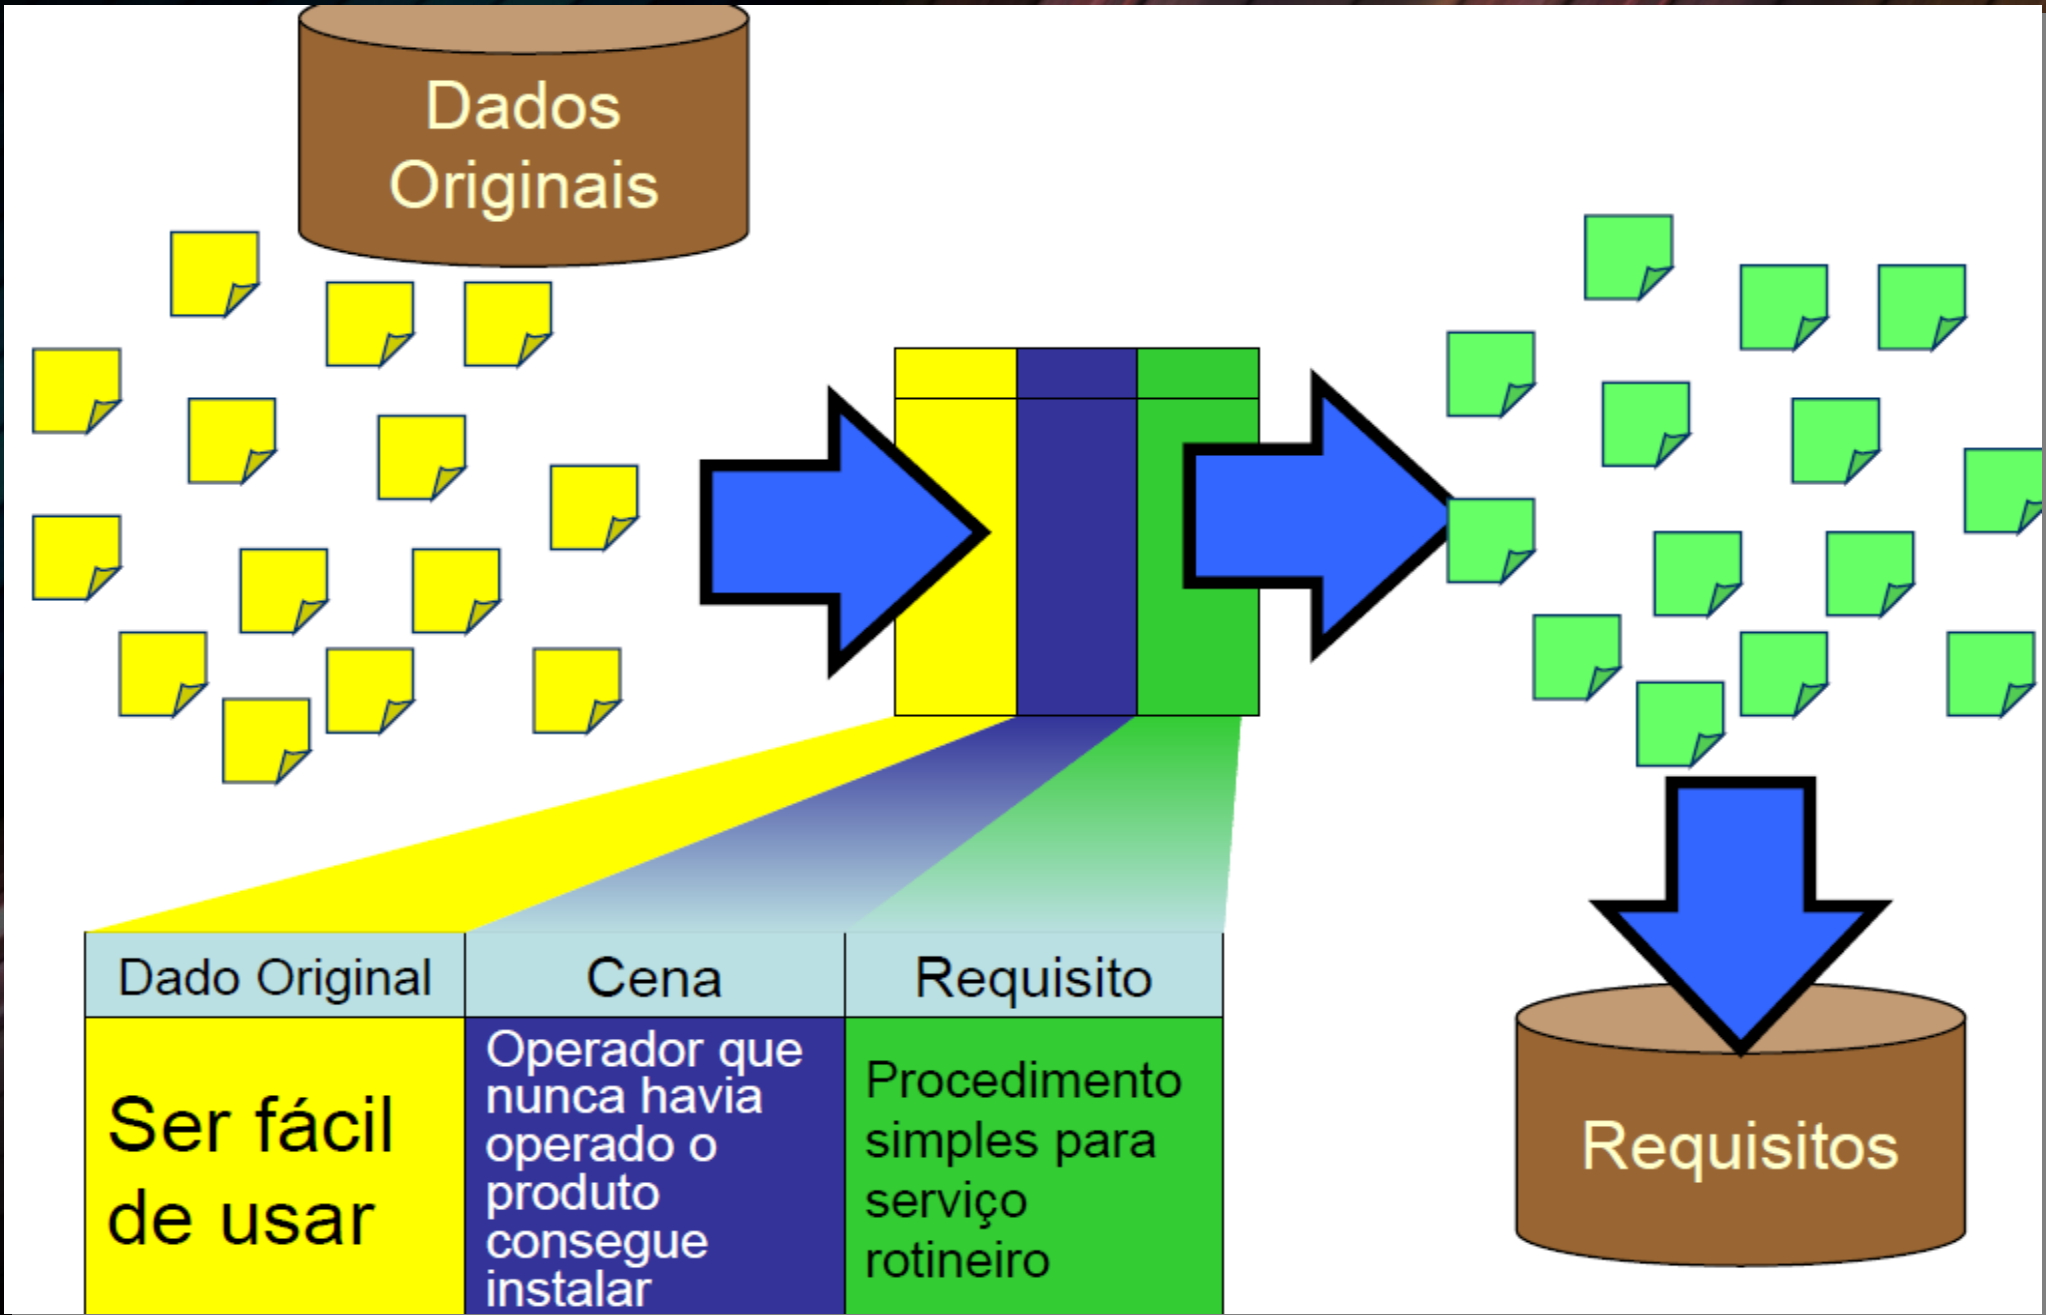 Dados
Originais
Dado Original
Cena
Requisito
Ser fácil
de usar
Operador que
nunca havia
operado o
produto
consegue
instalar
Procedimento
simples para
serviço
rotineiro
Requisitos